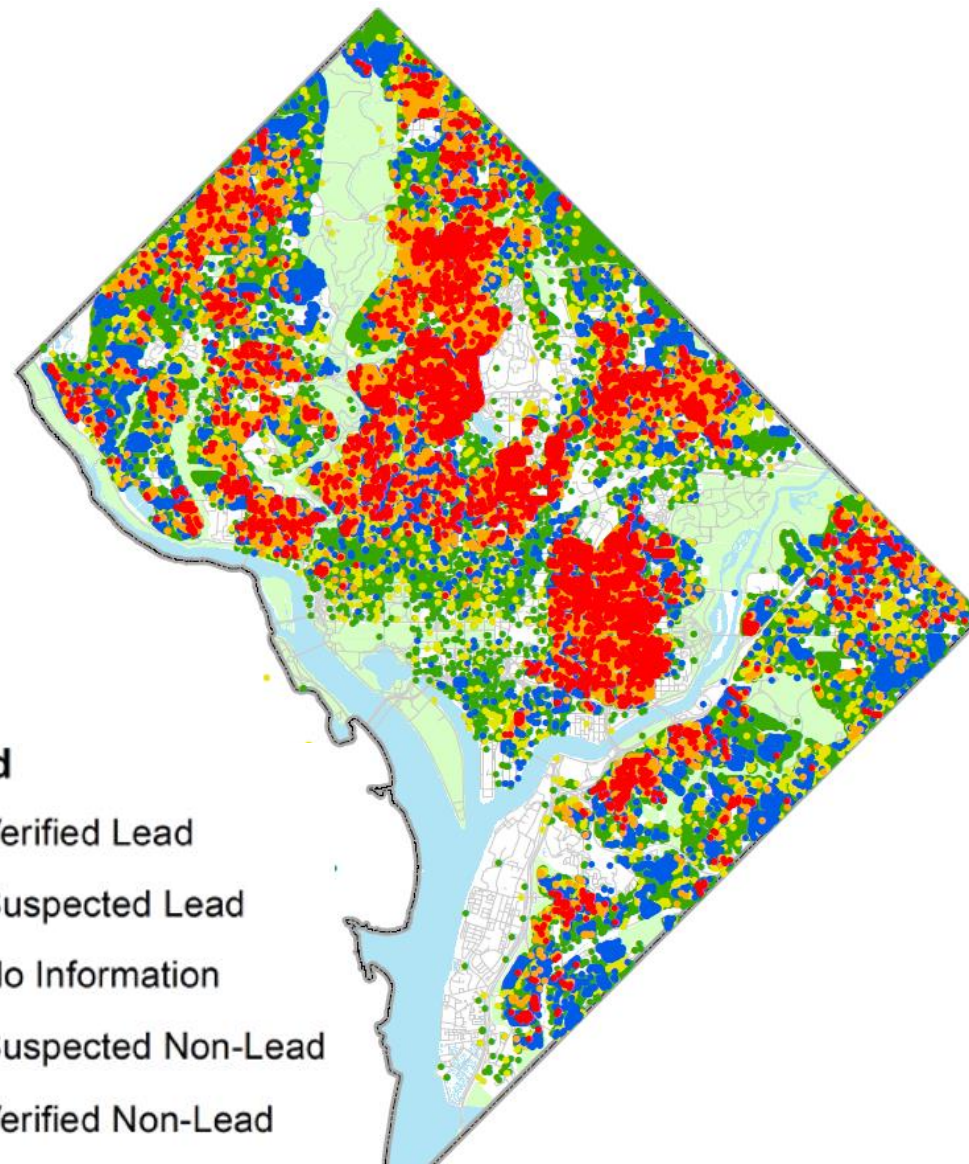 d
erified Lead
uspected Lead
o Information
uspected Non-Lead
erified Non-Lead